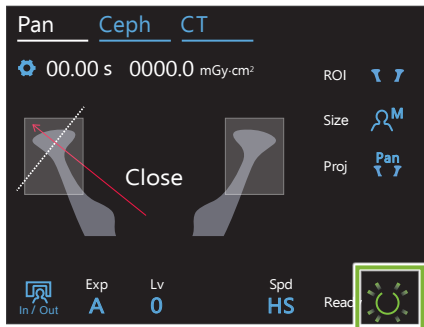 Pan Ceph CT
00.00 s 0000.0 mGy·cm²
ROI
Size M
Close
Proj Pan
Exp Lv Spd
In / Out A 0 HS Ready